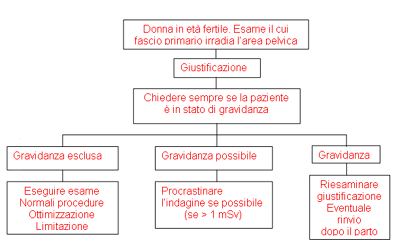 Donna in età fertile. Esame il cui
fascio primario irradia l'area pelvica
Giustificazione
Chiedere sempre se la paziente
è in stato di gravidanza
Gravidanza esclusa
Gravidanza possibile
Gravidanza
Eseguire esame
Normali procedure
Ottimizzazione
Limitazione
Procrastinare
l'indagine se possibile
(se > 1 mSv)
Riesaminare
giustificazione
Eventuale
rinvio
dopo il parto